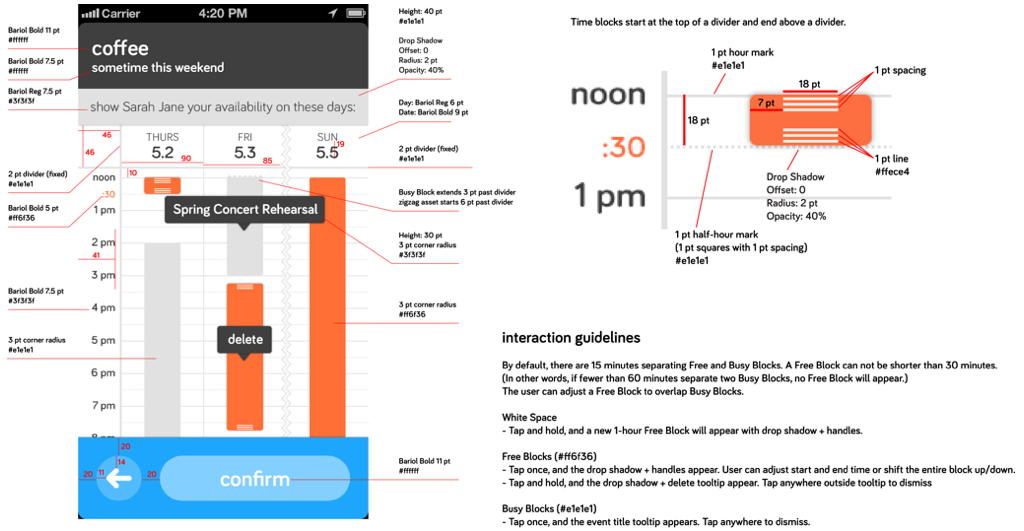 Bariol Bold 11 pt
#ffffff
Bariol Bold 7.5 pt
#ffffff
Bariol Reg 7.5 pt
#3f3f3f
46
46
2 pt divider (fixed)
#e1e1e1
Bariol Bold 5 pt
#ff6f36
41
Bariol Bold 7.5 pt
#3f3f3f
3 pt corner radius
#e1e1e1
Carrier
4:20 PM
coffee
sometime this weekend
show Sarah Jane your availability on these days:
THURS
FRI
SUN
5.2
5.3
5.5
19
90
85
10
noon
:30
1 pm
2 pm
3 pm
4 pm
5 pm
6 pm
7 pm
8 pm
Spring Concert Rehearsal
delete
20
14
20
11
20
confirm
Height: 40 pt
#e1e1e1
Drop Shadow
Offset: 0
Radius: 2 pt
Opacity: 40%
Day: Bariol Reg 6 pt
Date: Bariol Bold 9 pt
2 pt divider (fixed)
#e1e1e1
Busy Block extends 3 pt past divider
zigzag asset starts 6 pt past divider
Height: 30 pt
3 pt corner radius
#3f3f3f
3 pt corner radius
#ff6f36
Bariol Bold 11 pt
#ffffff
Time blocks start at the top of a divider and end above a divider.
1 pt hour mark
#e1e1e1
1 pt spacing
18 pt
7 pt
noon
18 pt
:30
1 pm
1 pt line
#ffece4
Drop Shadow
Offset: 0
Radius: 2 pt
Opacity: 40%
1 pt half-hour mark
(1 pt squares with 1 pt spacing)
#e1e1e1
interaction guidelines
By default, there are 15 minutes separating Free and Busy Blocks. A Free Block can not be shorter than 30 minutes.
(In other words, if fewer than 60 minutes separate two Busy Blocks, no Free Block will appear.)
The user can adjust a Free Block to overlap Busy Blocks.
White Space
- Tap and hold, and a new 1-hour Free Block will appear with drop shadow + handles.
Free Blocks (#ff6f36)
- Tap once, and the drop shadow + handles appear. User can adjust start and end time or shift the entire block up/down.
- Tap and hold, and the drop shadow + delete tooltip appear. Tap anywhere outside tooltip to dismiss
Busy Blocks (#e1e1e1)
- Tap once, and the event title tooltip appears. Tap anywhere to dismiss.